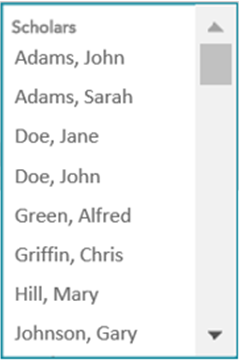 Scholars
Adams, John
Adams, Sarah
Doe, Jane
Doe, John
Green, Alfred
Griffin, Chris
Hill, Mary
Johnson, Gary